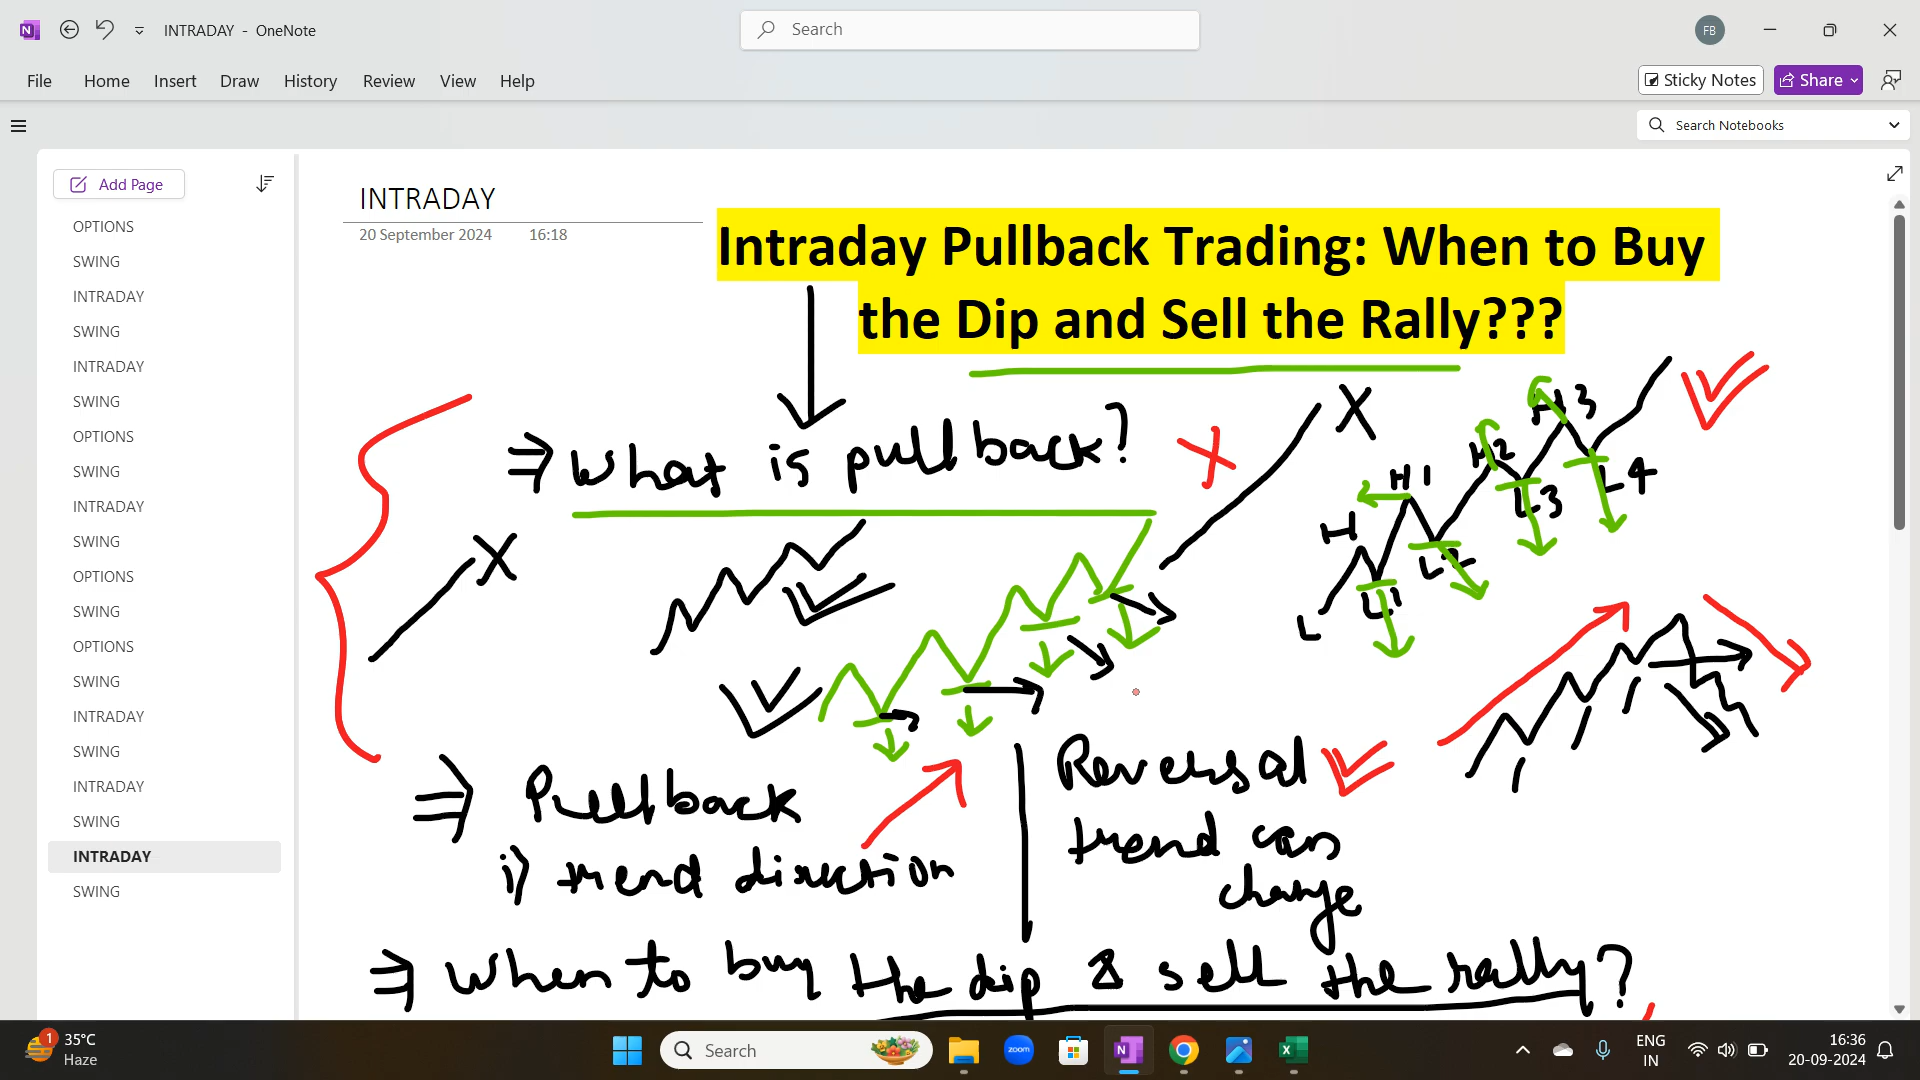 INTRADAY - OneNote
Search
FB
File Home Insert Draw History Review View Help
Sticky Notes
Share
Search Notebooks
Add Page
OPTIONS
SWING
INTRADAY
SWING
INTRADAY
SWING
OPTIONS
SWING
INTRADAY
SWING
OPTIONS
SWING
OPTIONS
SWING
INTRADAY
SWING
INTRADAY
SWING
INTRADAY
SWING
INTRADAY
20 September 2024 16:18
Intraday Pullback Trading: When to Buy
the Dip and Sell the Rally???
⇒ What is pullback?
X
X
X
L
H
L1
H1
L2
H2
L3
H3
L4
⇒ Pullback
i) trend direction
Reversal
trend can
change
⇒ When to buy the dip & sell the rally?
1
35°C
Haze
Search
zoom
ENG
IN
16:36
20-09-2024